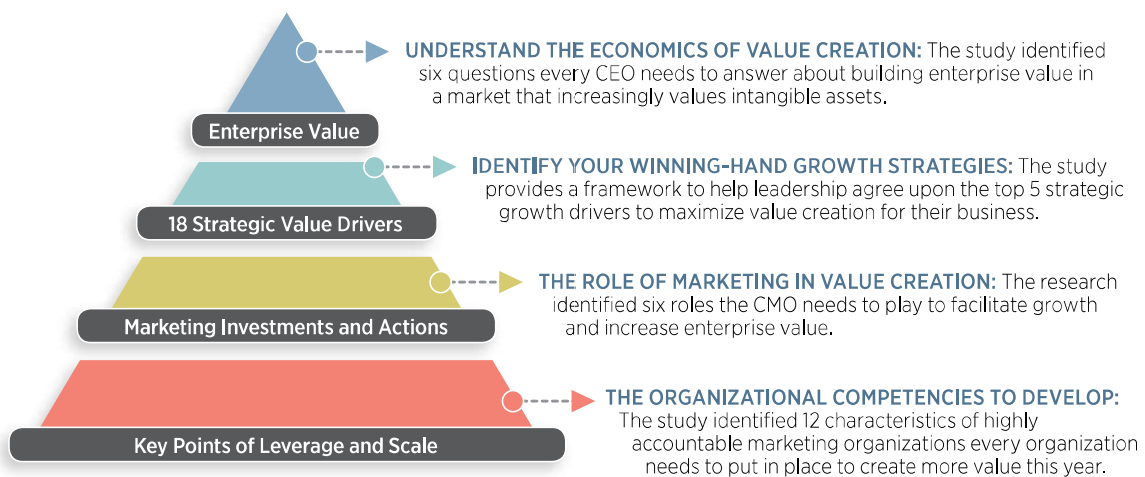 UNDERSTAND THE ECONOMICS OF VALUE CREATION: The study identified
six questions every CEO needs to answer about building enterprise value in
a market that increasingly values intangible assets.
Enterprise Value
IDENTIFY YOUR WINNING-HAND GROWTH STRATEGIES: The study
provides a framework to help leadership agree upon the top 5 strategic
growth drivers to maximize value creation for their business.
18 Strategic Value Drivers
THE ROLE OF MARKETING IN VALUE CREATION: The research
identified six roles the CMO needs to play to facilitate growth
and increase enterprise value.
Marketing Investments and Actions
THE ORGANIZATIONAL COMPETENCIES TO DEVELOP:
The study identified 12 characteristics of highly
accountable marketing organizations every organization
needs to put in place to create more value this year.
Key Points of Leverage and Scale